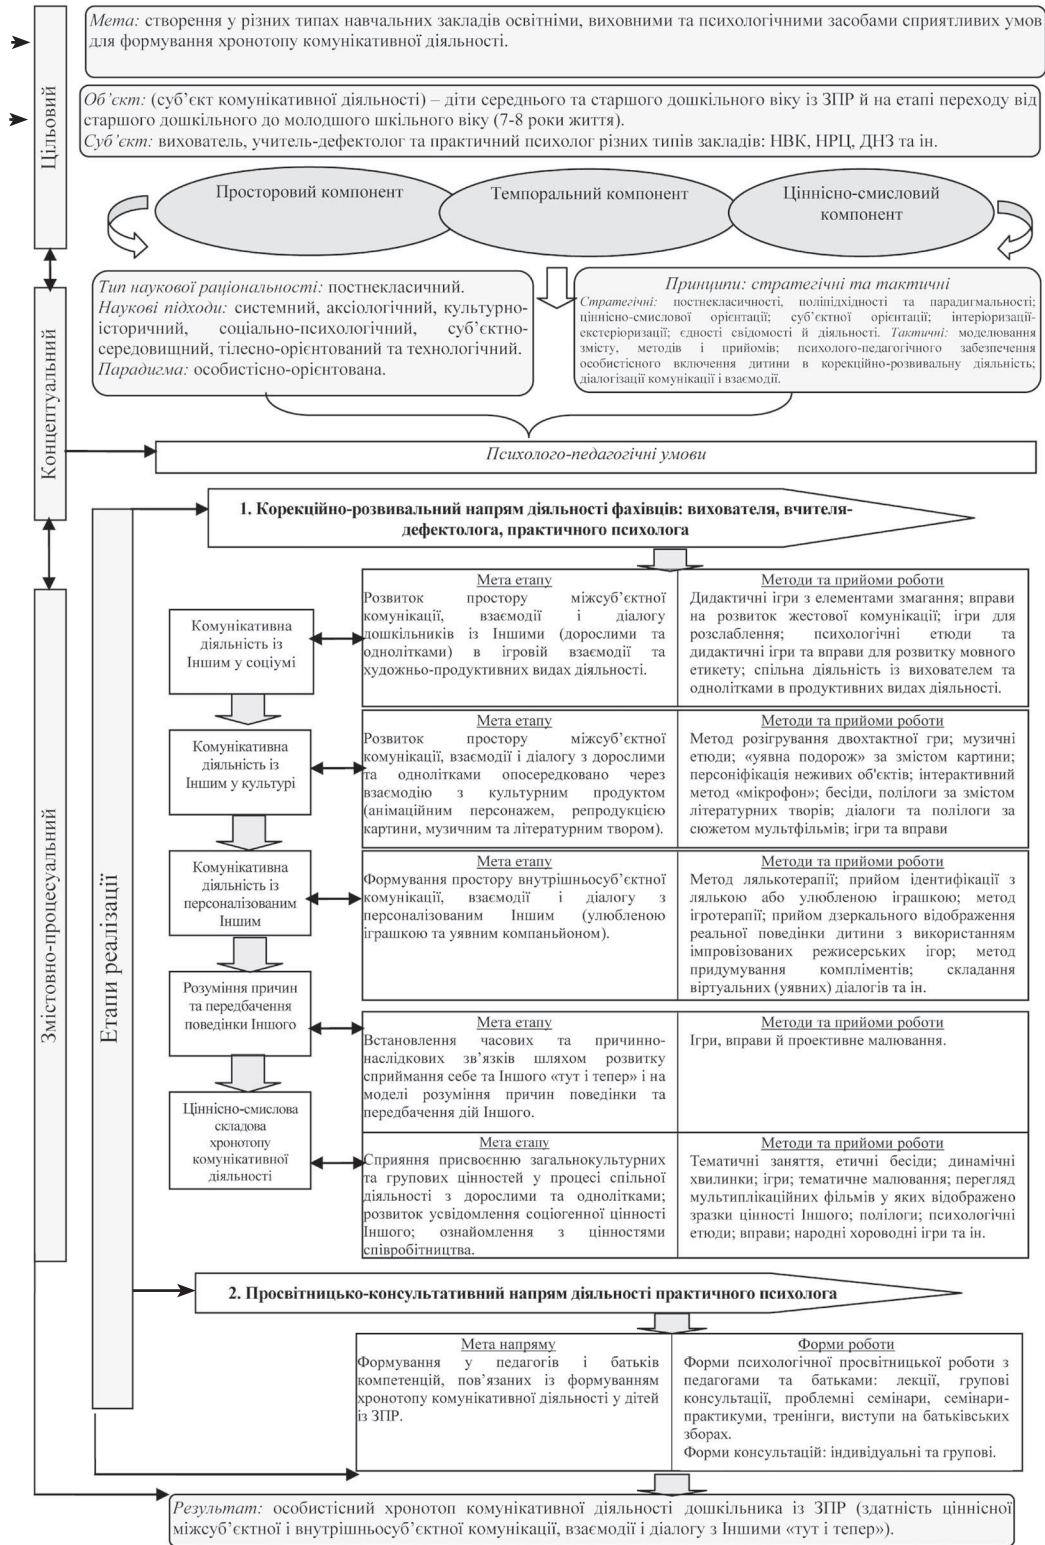 Мета: створення у різних типах навчальних закладів освітніми, виховними та психологічними засобами сприятливих умов
для формування хронотопу комунікативної діяльності.
Цільовий
Об’єкт: (суб’єкт комунікативної діяльності) – діти середнього та старшого дошкільного віку із ЗПР й на етапі переходу від
старшого дошкільного до молодшого шкільного віку (7-8 роки життя).
Суб’єкт: вихователь, учитель-дефектолог та практичний психолог різних типів закладів: НВК, НРЦ, ДНЗ та ін.
Просторовий компонент
Темпоральний компонент
Ціннісно-смисловий
компонент
Концептуальний
Тип наукової раціональності: постнекласичний.
Наукові підходи: системний, аксіологічний, культурно-
історичний, соціально-психологічний, суб’єктно-
середовищний, тілесно-орієнтований та технологічний.
Парадигма: особистісно-орієнтована.
Принципи: стратегічні та тактичні
Стратегічні: постнекласичності, поліпідхідності та парадигмальності;
ціннісно-смислової орієнтації; суб’єктної орієнтації; інтеріоризації-
екстеріоризації; єдності свідомості й діяльності. Тактичні: моделювання
змісту, методів і прийомів; психолого-педагогічного забезпечення
особистісного включення дитини в корекційно-розвивальну діяльність;
діалогізації комунікації і взаємодії.
Психолого-педагогічні умови
Змістовно-процесуальний
Етапи реалізації
1. Корекційно-розвивальний напрям діяльності фахівців: вихователя, вчителя-
дефектолога, практичного психолога
Комунікативна
діяльність із
Іншим у соціумі
Мета етапу
Розвиток простору міжсуб’єктної
комунікації, взаємодії і діалогу
дошкільників із Іншими (дорослими та
однолітками) в ігровій взаємодії та
художньо-продуктивних видах діяльності.
Методи та прийоми роботи
Дидактичні ігри з елементами змагання; вправи
на розвиток жестової комунікації; ігри для
розслаблення; психологічні етюди та
дидактичні ігри та вправи для розвитку мовного
етикету; спільна діяльність із вихователем та
однолітками в продуктивних видах діяльності.
Комунікативна
діяльність із
Іншим у культурі
Мета етапу
Розвиток простору міжсуб’єктної
комунікації, взаємодії і діалогу з дорослими
та однолітками опосередковано через
взаємодію з культурним продуктом
(анімаційним персонажем, репродукцією
картини, музичним та літературним твором).
Методи та прийоми роботи
Метод розігрування двохтактної гри; музичні
етюди; «уявна подорож» за змістом картини;
персоніфікація неживих об'єктів; інтерактивний
метод «мікрофон»; бесіди, полілоги за змістом
літературних творів; діалоги та полілоги за
сюжетом мультфільмів; ігри та вправи
Комунікативна
діяльність із
персоналізованим
Іншим
Мета етапу
Формування простору внутрішньосуб’єктної
комунікації, взаємодії і діалогу з
персоналізованим Іншим (улюбленою
іграшкою та уявним компаньйоном).
Методи та прийоми роботи
Метод лялькотерапії; прийом ідентифікації з
лялькою або улюбленою іграшкою; метод
ігротерапії; прийом дзеркального відображення
реальної поведінки дитини з використанням
імпровізованих режисерських ігор; метод
придумування компліментів; складання
віртуальних (уявних) діалогів та ін.
Розуміння причин
та передбачення
поведінки Іншого
Мета етапу
Встановлення часових та причинно-
наслідкових зв’язків шляхом розвитку
сприймання себе та Іншого «тут і тепер» і на
моделі розуміння причин поведінки та
передбачення дій Іншого.
Методи та прийоми роботи
Ігри, вправи й проективне малювання.
Ціннісно-смислова
складова
хронотопу
комунікативної
діяльності
Мета етапу
Сприяння присвоєнню загальнокультурних
та групових цінностей у процесі спільної
діяльності з дорослими та однолітками;
розвиток усвідомлення соціогенної цінності
Іншого; ознайомлення з цінностями
співробітництва.
Методи та прийоми роботи
Тематичні заняття, етичні бесіди; динамічні
хвилинки; ігри; тематичне малювання; перегляд
мультиплікаційних фільмів у яких відображено
зразки цінності Іншого; полілоги; психологічні
етюди; вправи; народні хороводні ігри та ін.
2. Просвітницько-консультативний напрям діяльності практичного психолога
Мета напряму
Формування у педагогів і батьків
компетенцій, пов’язаних із формуванням
хронотопу комунікативної діяльності у дітей
із ЗПР.
Форми роботи
Форми психологічної просвітницької роботи з
педагогами та батьками: лекції, групові
консультації, проблемні семінари, семінари-
практикуми, тренінги, виступи на батьківських
зборах.
Форми консультацій: індивідуальні та групові.
Результат: особистісний хронотоп комунікативної діяльності дошкільника із ЗПР (здатність ціннісної
міжсуб’єктної і внутрішньосуб’єктної комунікації, взаємодії і діалогу з Іншими «тут і тепер»).